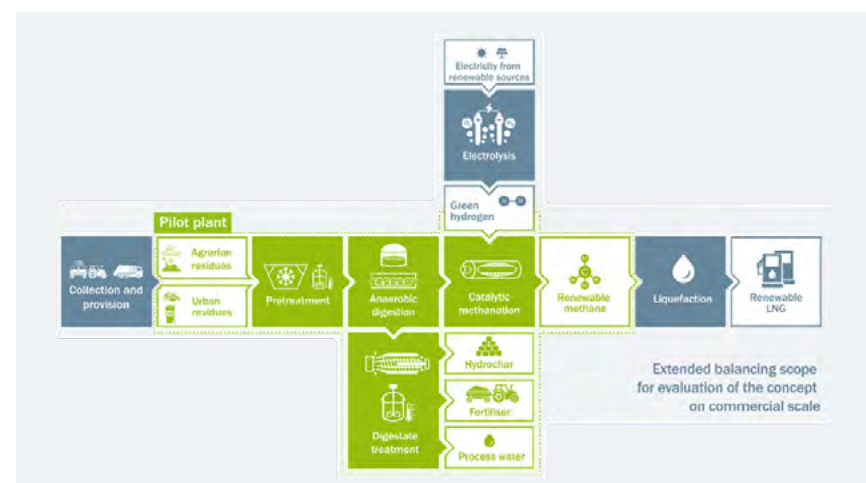 Electricity from
renewable sources
Electrolysis
Green
hydrogen
Pilot plant
Collection and
provision
Agrarian
residues
Urban
residues
Pretreatment
Anaerobic
digestion
Catalytic
methanation
Renewable
methane
Liquefaction
Renewable
LNG
Digestate
treatment
Hydrochar
Fertiliser
Process water
Extended balancing scope
for evaluation of the concept
on commercial scale